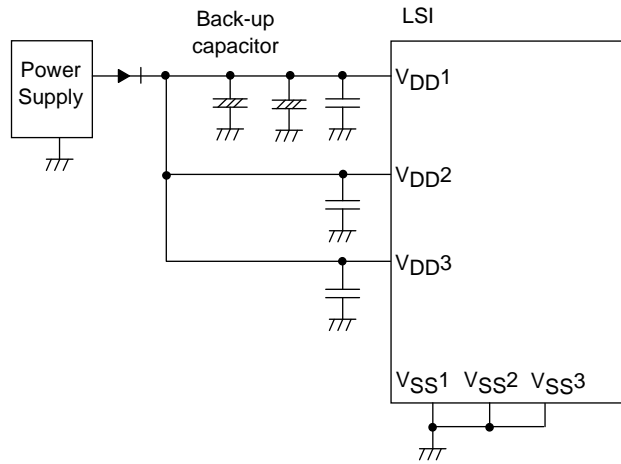 Back-up
capacitor
LSI
Power
Supply
VDD1
VDD2
VDD3
VSS1 VSS2 VSS3